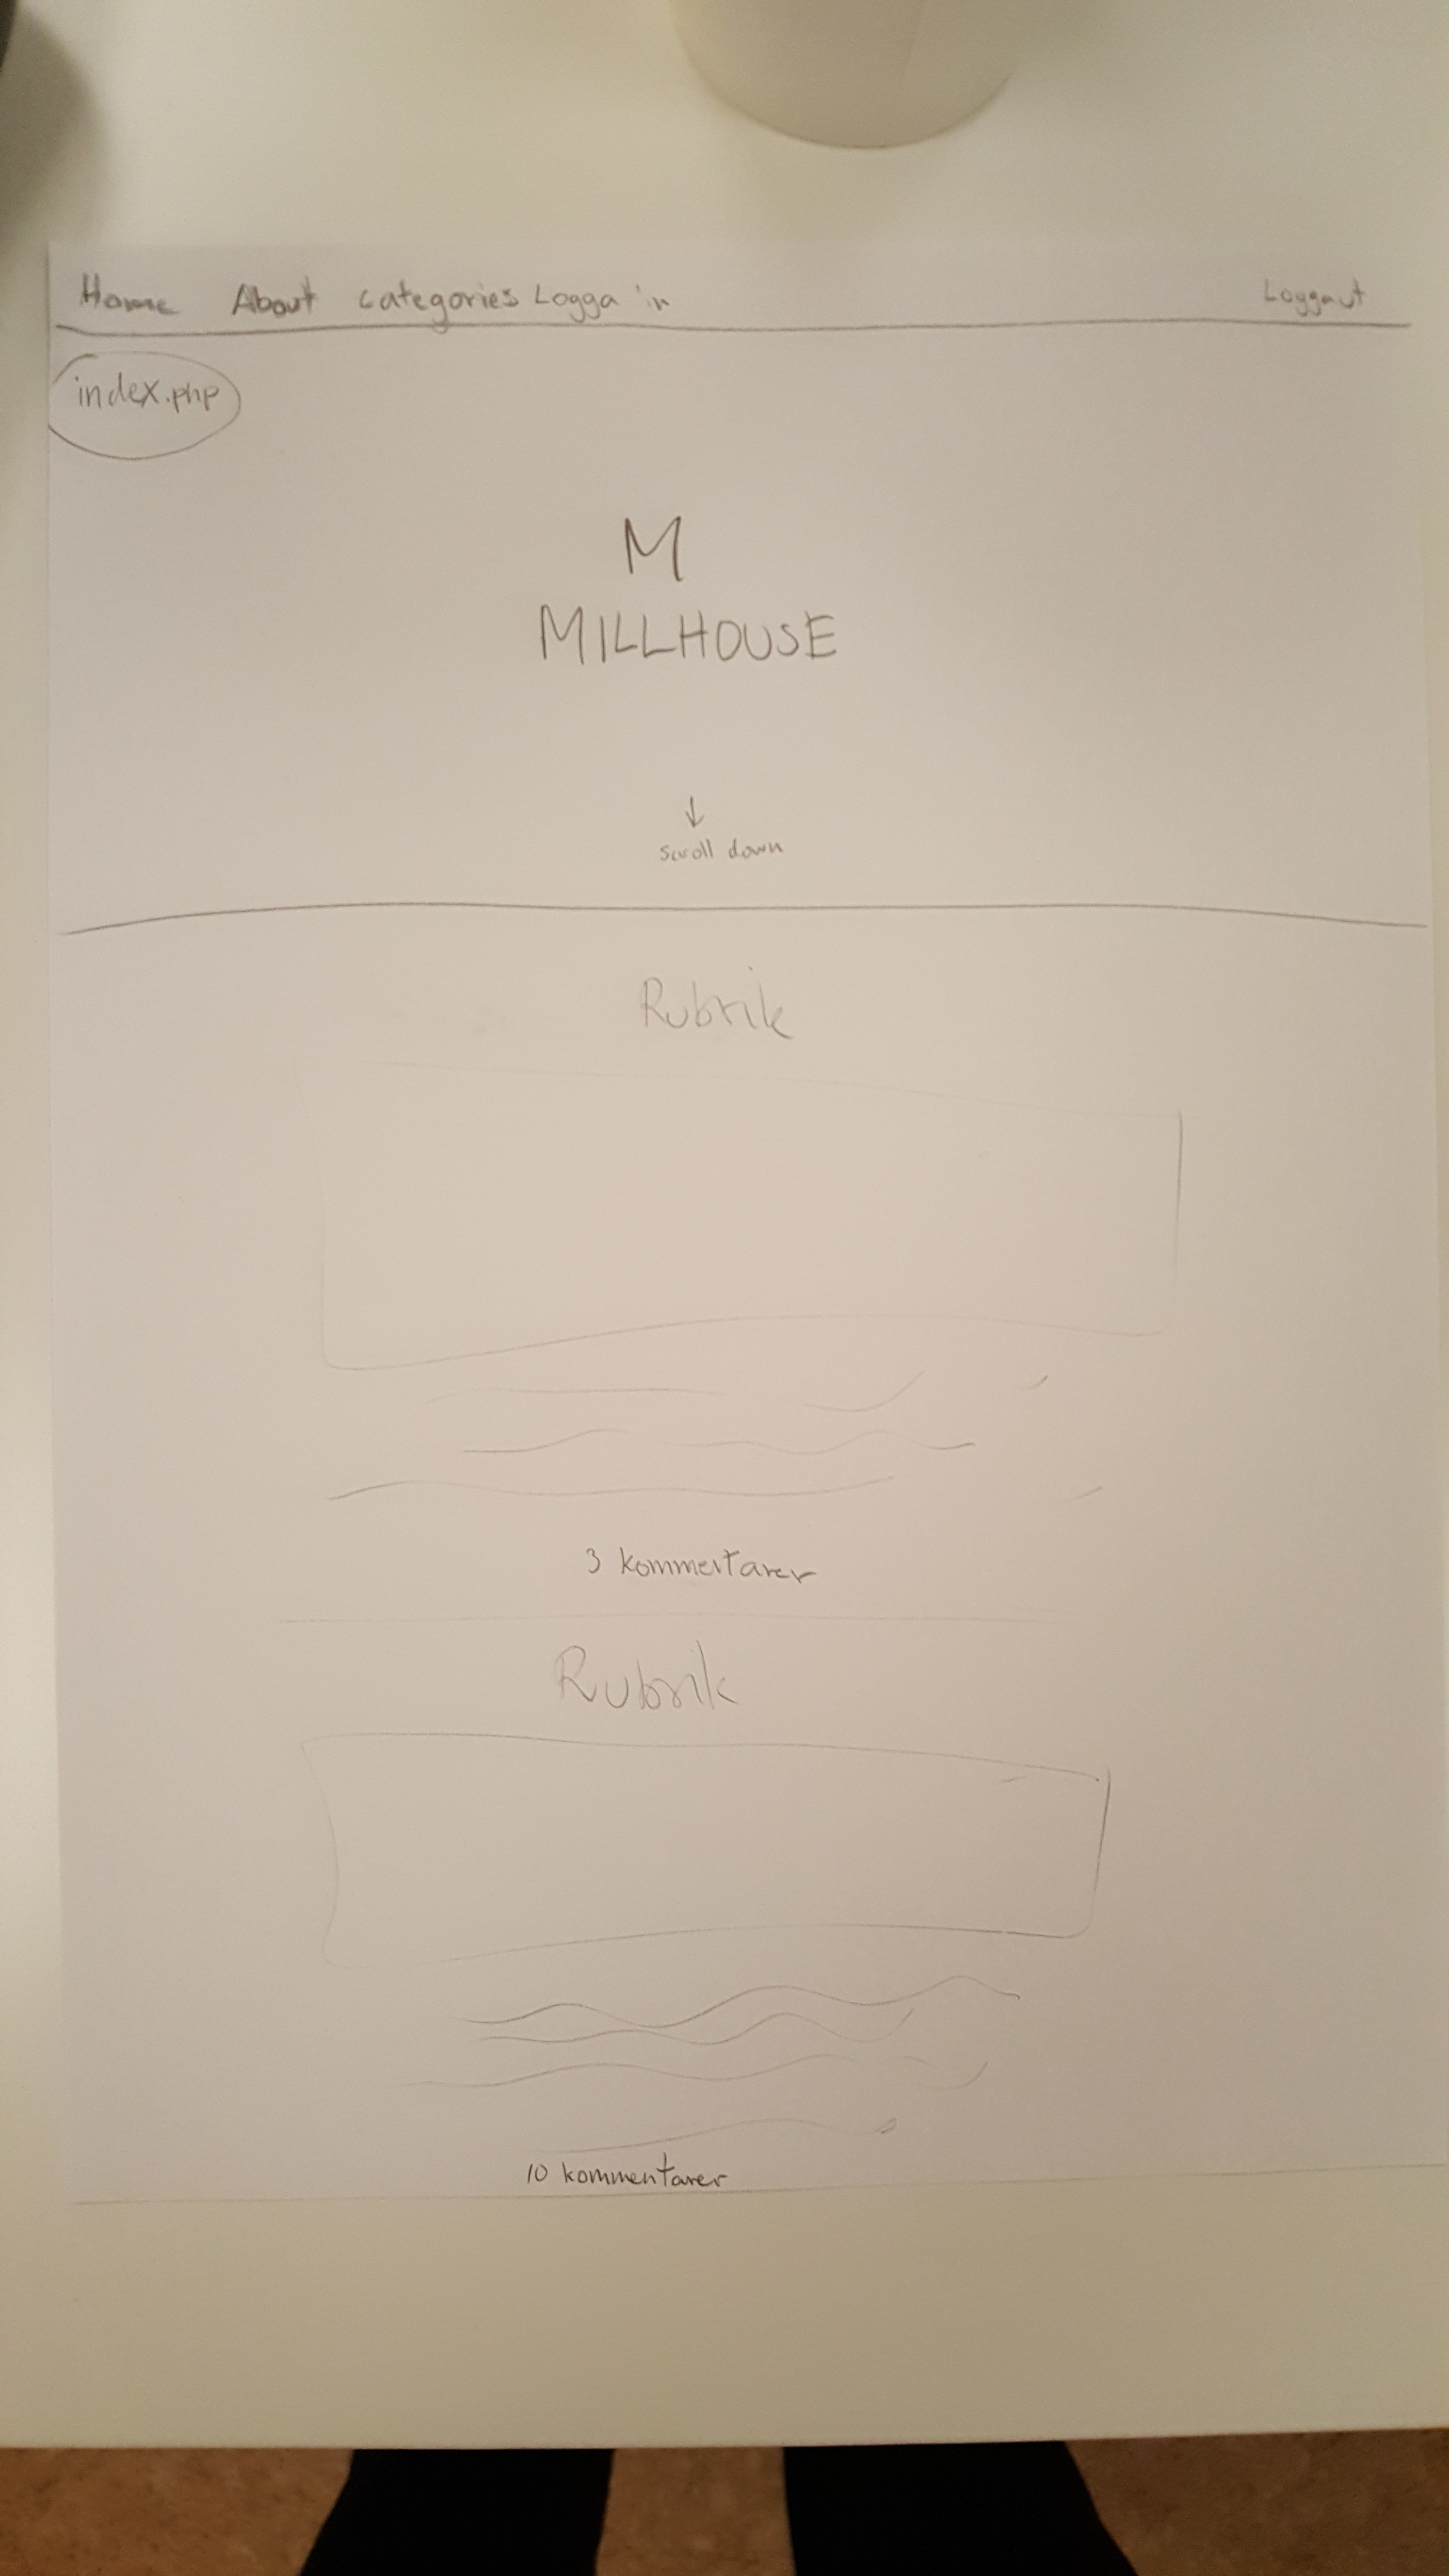 Home About categories Logga in Logga ut
index.php
M
MILLHOUSE
↓
scroll down
Rubrik
3 kommentarer
Rubrik
10 kommentarer